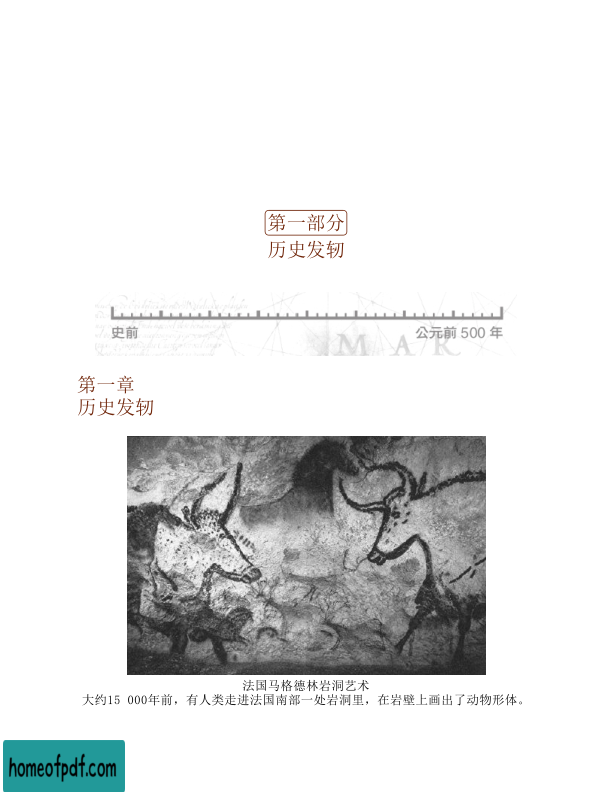 第一部分
历史发轫
史前
公元前 500 年
M A R
第一章
历史发轫
法国马格德林岩洞艺术
大约15 000年前，有人类走进法国南部一处岩洞里，在岩壁上画出了动物形体。
homeofpdf.com